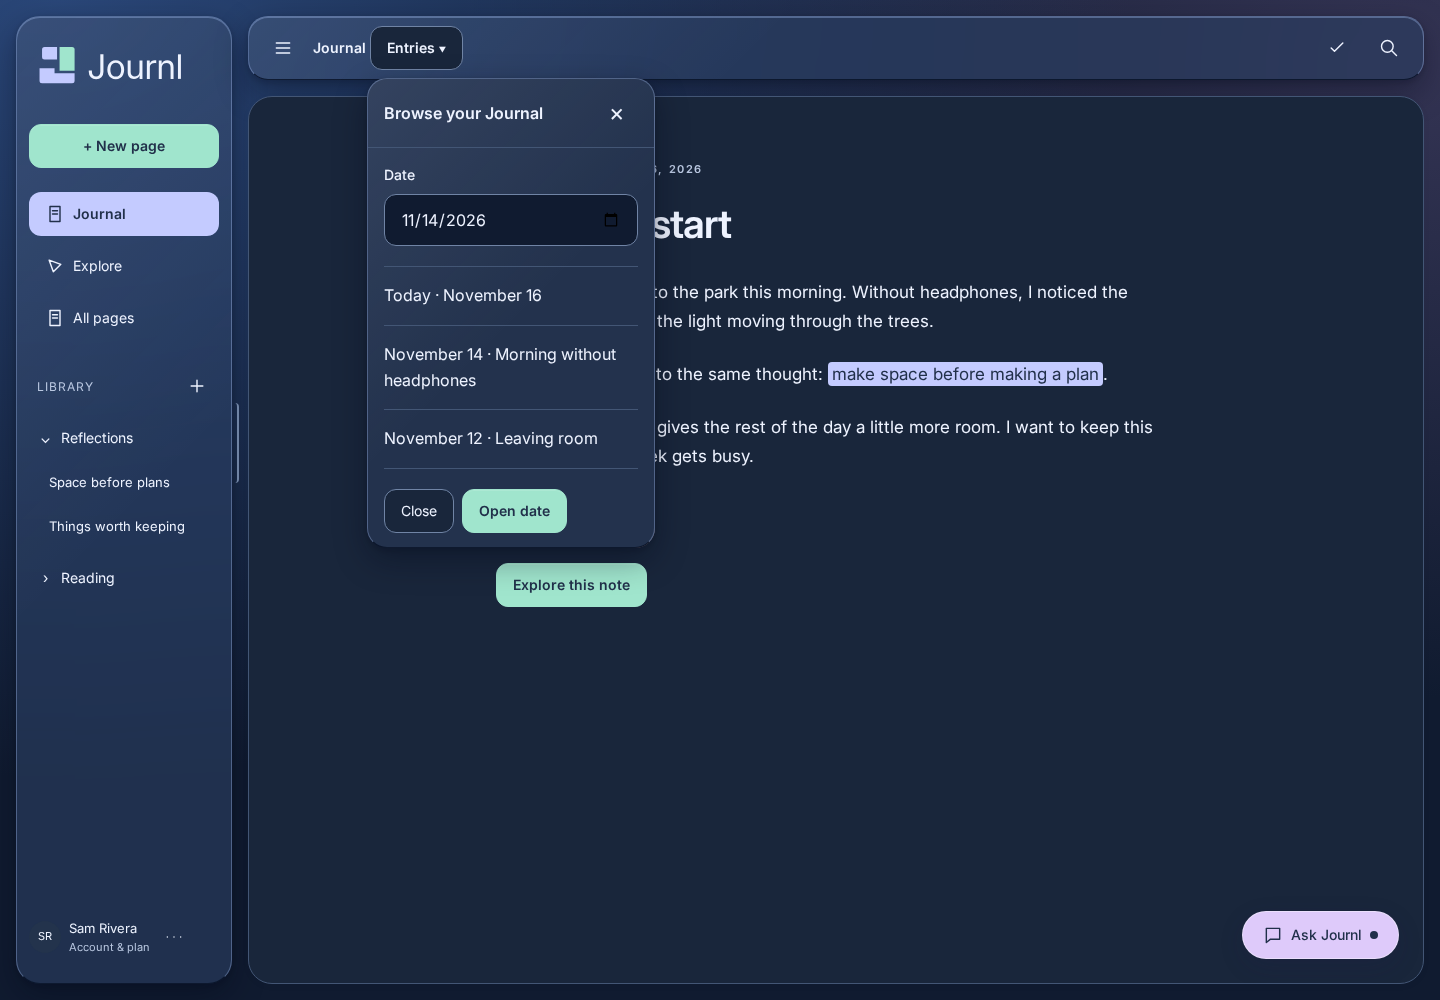 Journl
+ New page
Journal
Explore
All pages
LIBRARY
Reflections
Space before plans
Things worth keeping
Reading
SR
Sam Rivera
Account & plan
Journal
Entries
Browse your Journal
Date
11/14/2026
Today · November 16
November 14 · Morning without
headphones
November 12 · Leaving room
Close
Open date
, 2026
start
to the park this morning. Without headphones, I noticed the
the light moving through the trees.
to the same thought: make space before making a plan.
gives the rest of the day a little more room. I want to keep this
gets busy.
Explore this note
Ask Journl